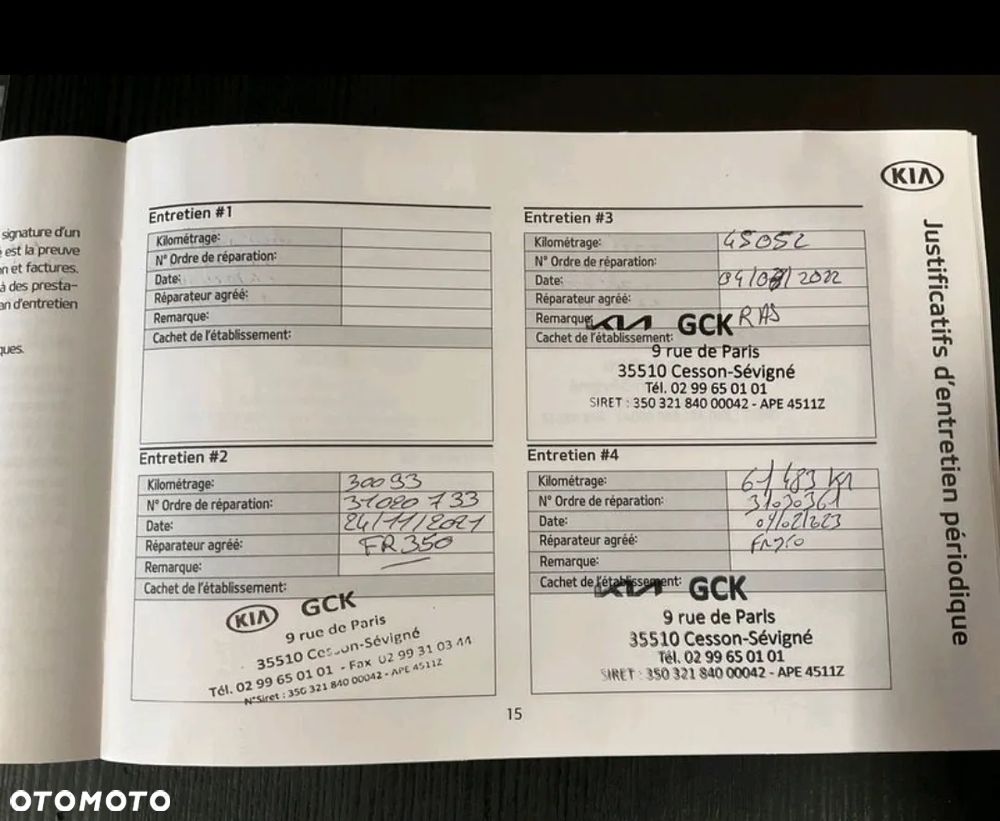 signature d'un
est la preuve
n et factures.
à des presta-
an d'entretien
ques.
KIA
Justificatifs d'entretien périodique
Entretien #1
Kilométrage:
N° Ordre de réparation:
Date:
Réparateur agréé:
Remarque:
Cachet de l'établissement:
Entretien #2
Kilométrage: 30093
N° Ordre de réparation: 31020733
Date: 24/11/2021
Réparateur agréé: FR350
Remarque: —
Cachet de l'établissement:
KIA GCK
9 rue de Paris
35510 Cesson-Sévigné
Tél. 02 99 65 01 01 - Fax 02 99 31 03 44
N°Siret : 350 321 840 00042 - APE 4511Z
Entretien #3
Kilométrage: 45052
N° Ordre de réparation:
Date: 2022
Réparateur agréé:
Remarque: RAS
Cachet de l'établissement:
KIA GCK
9 rue de Paris
35510 Cesson-Sévigné
Tél. 02 99 65 01 01
SIRET : 350 321 840 00042 - APE 4511Z
Entretien #4
Kilométrage: 61483 KM
N° Ordre de réparation: 31030361
Date:
Réparateur agréé:
Remarque:
Cachet de l'établissement:
KIA GCK
9 rue de Paris
35510 Cesson-Sévigné
Tél. 02 99 65 01 01
SIRET : 350 321 840 00042 - APE 4511Z
15
OTOMOTO